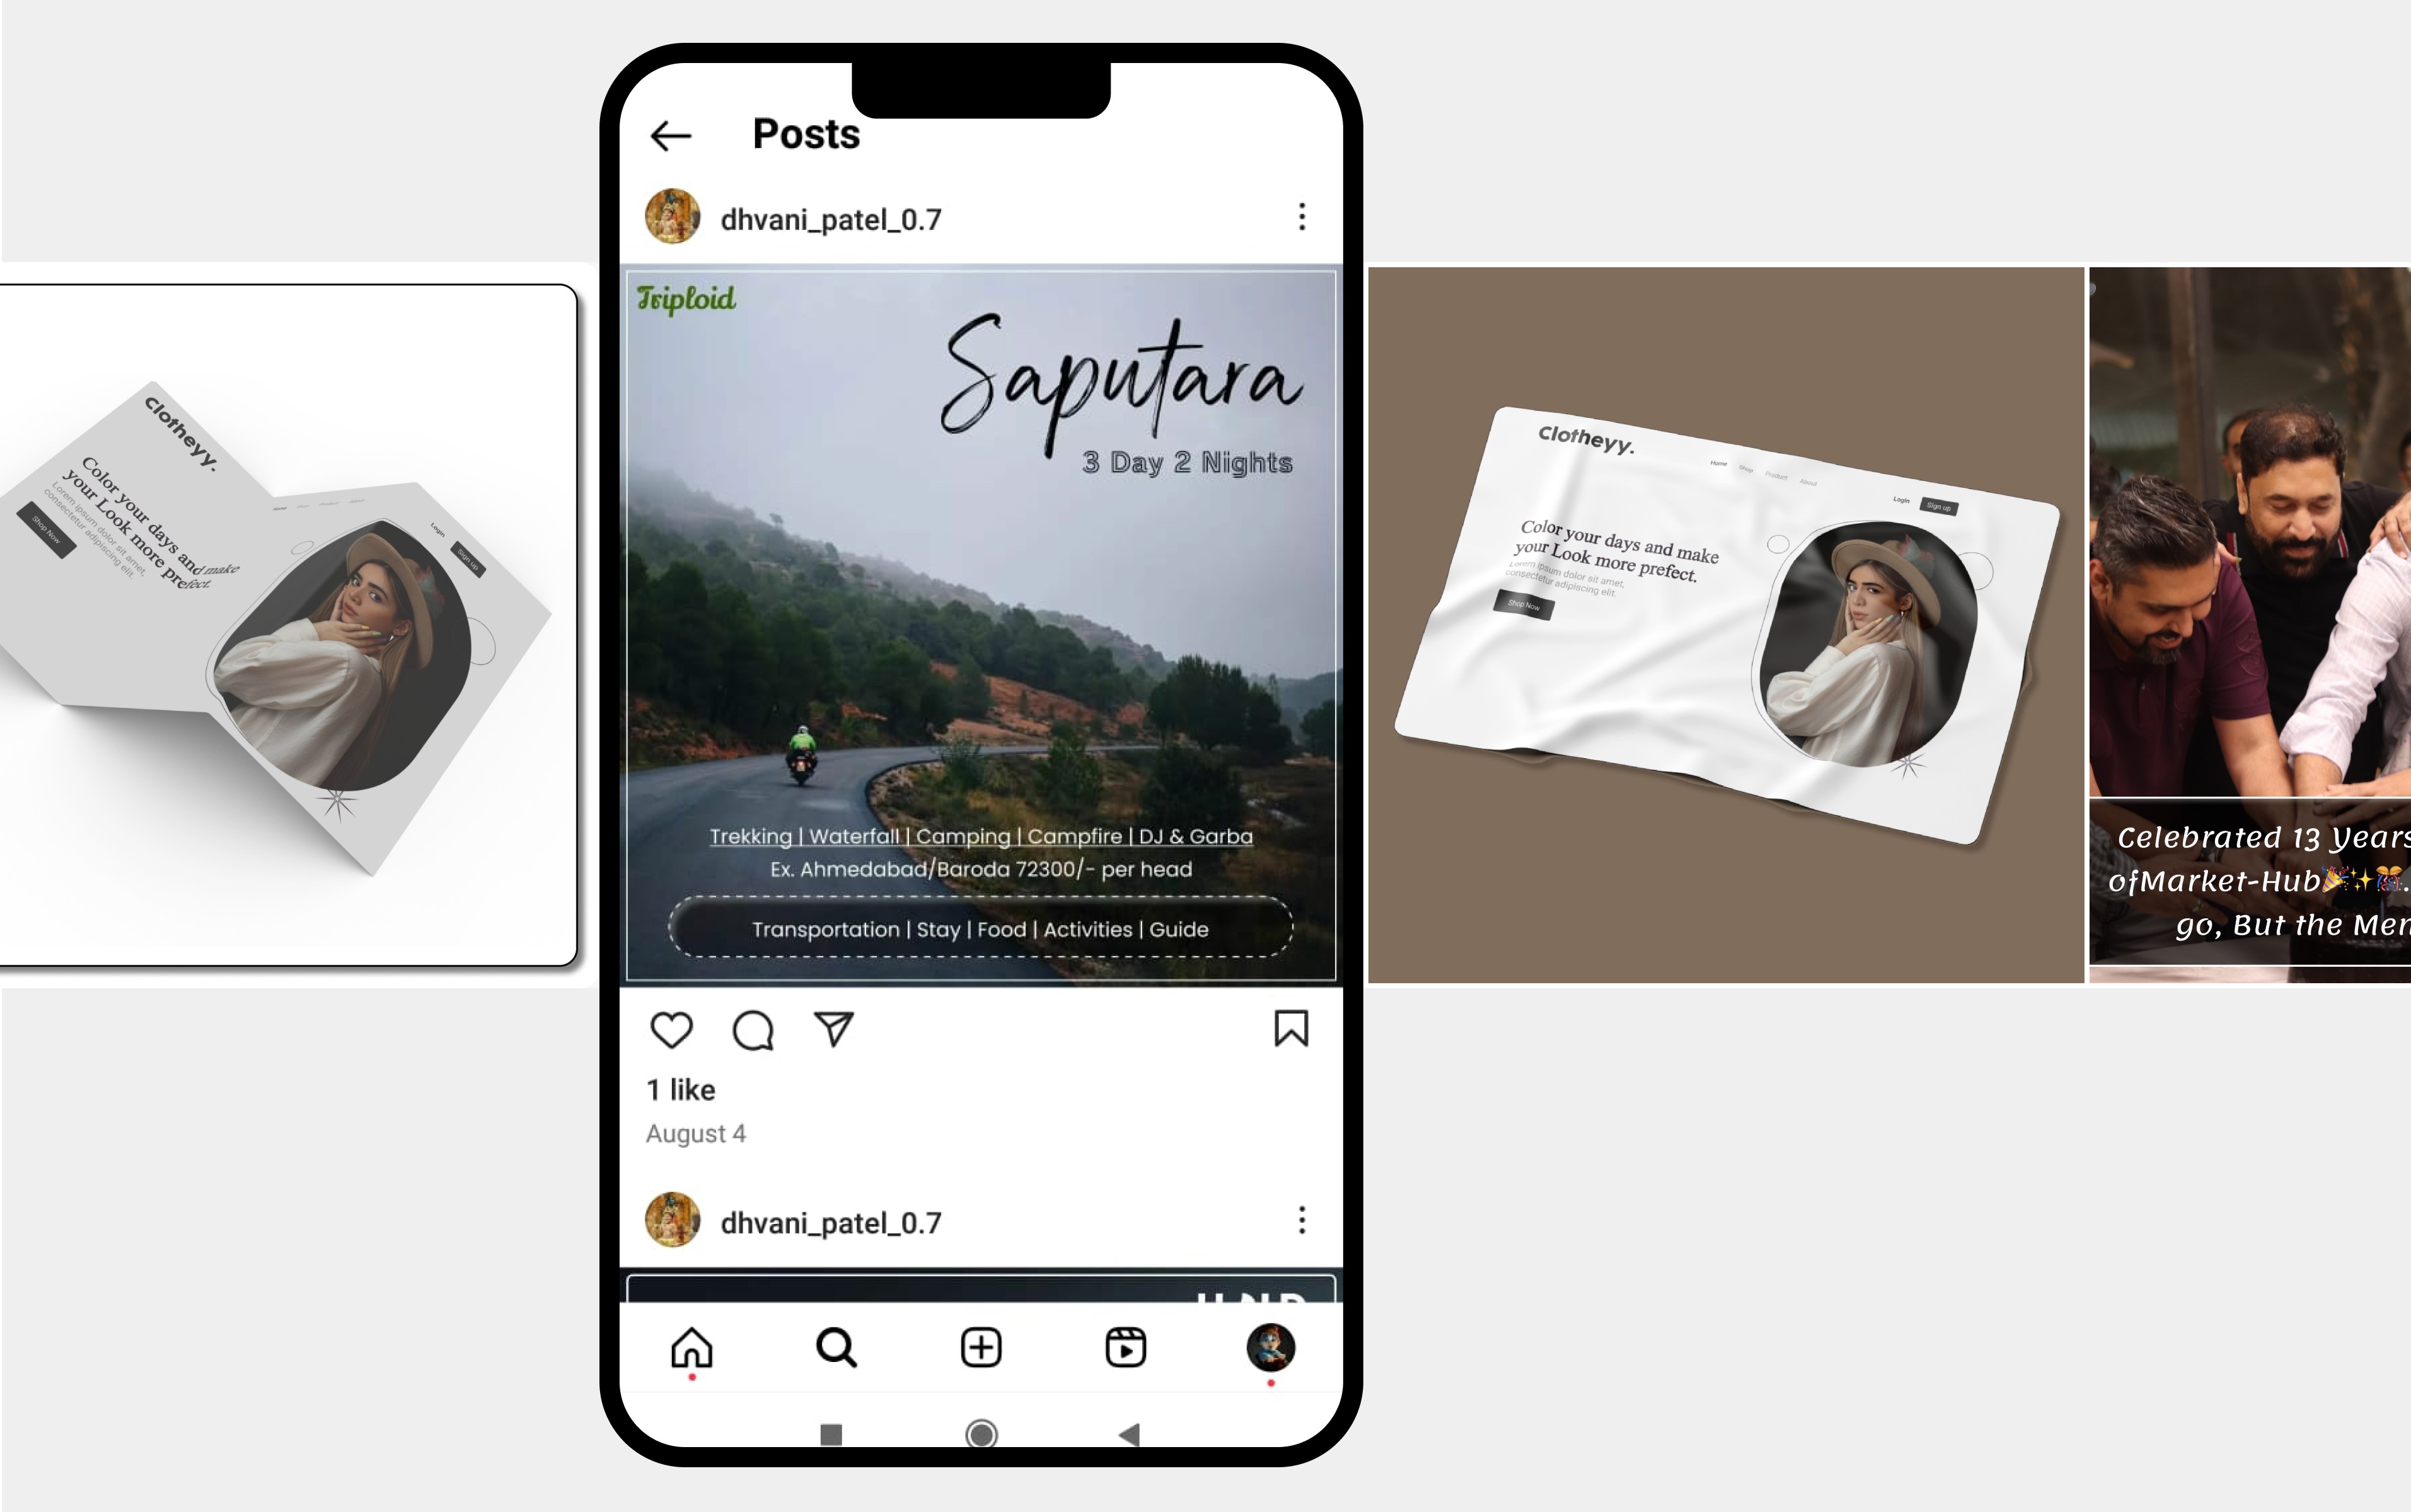 Clotheyy.
Color your days and make
your Look more prefect.
Lorem ipsum dolor sit amet,
consectetur adipiscing elit.
Shop Now
Login
Sign up
Posts
dhvani_patel_0.7
Triploid
Saputara
3 Day 2 Nights
Trekking | Waterfall | Camping | Campfire | DJ & Garba
Ex. Ahmedabad/Baroda 72300/- per head
Transportation | Stay | Food | Activities | Guide
1 like
August 4
dhvani_patel_0.7
Clotheyy.
Home Shop Product About
Login
Sign up
Color your days and make
your Look more prefect.
Lorem ipsum dolor sit amet,
consectetur adipiscing elit.
Shop Now
Celebrated 13 Years
ofMarket-Hub🎉✨🎊.
go, But the